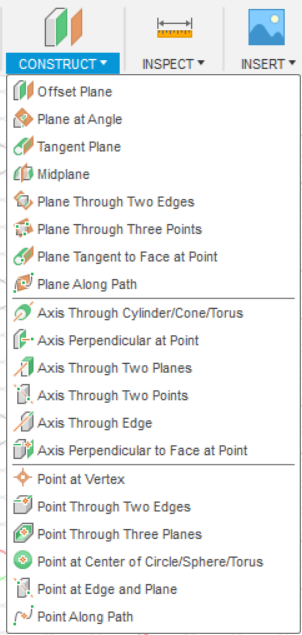 CONSTRUCT INSPECT INSERT
Offset Plane
Plane at Angle
Tangent Plane
Midplane
Plane Through Two Edges
Plane Through Three Points
Plane Tangent to Face at Point
Plane Along Path
Axis Through Cylinder/Cone/Torus
Axis Perpendicular at Point
Axis Through Two Planes
Axis Through Two Points
Axis Through Edge
Axis Perpendicular to Face at Point
Point at Vertex
Point Through Two Edges
Point Through Three Planes
Point at Center of Circle/Sphere/Torus
Point at Edge and Plane
Point Along Path